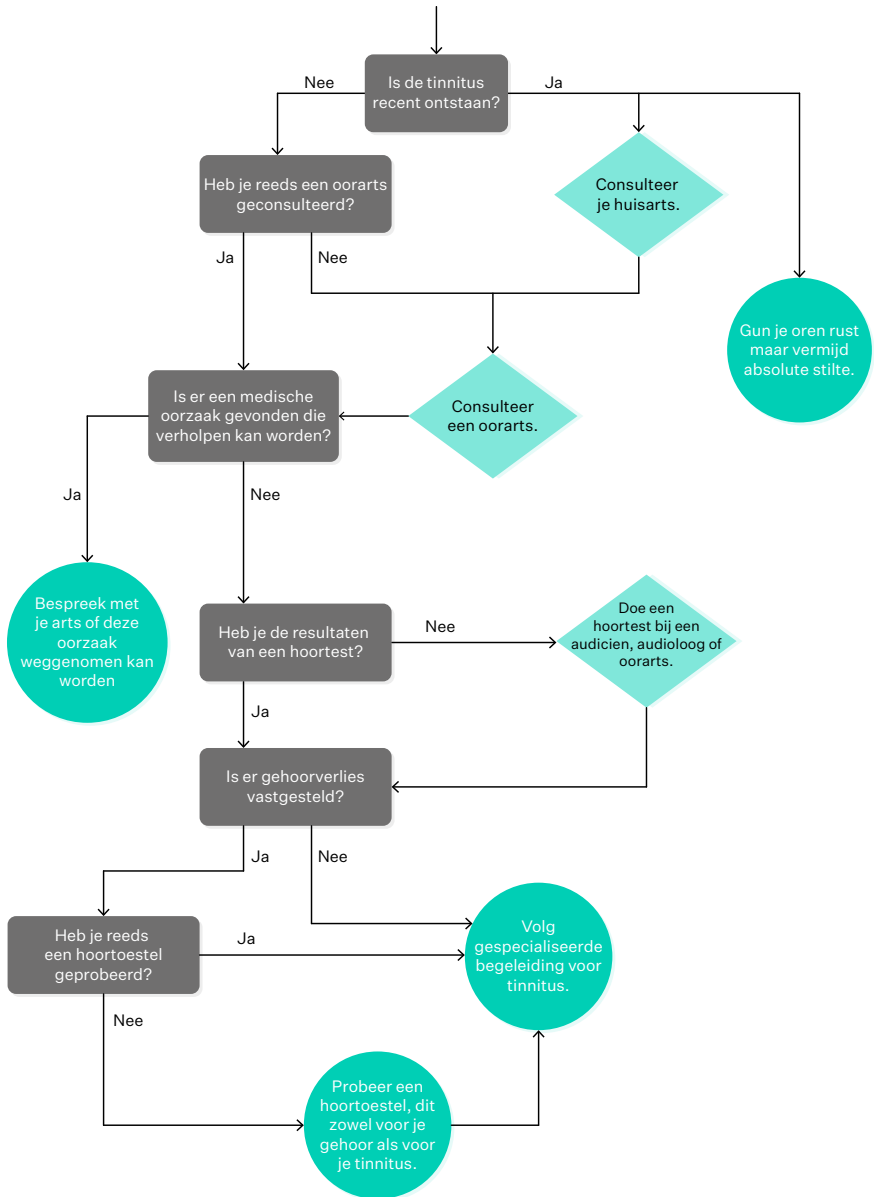 Nee
Is de tinnitus
recent ontstaan?
Ja
Heb je reeds een oorarts
geconsulteerd?
Consulteer
je huisarts.
Ja
Nee
Gun je oren rust
maar vermijd
absolute stilte.
Is er een medische
oorzaak gevonden die
verholpen kan worden?
Consulteer
een oorarts.
Ja
Nee
Bespreek met
je arts of deze
oorzaak
weggenomen kan
worden
Heb je de resultaten
van een hoortest?
Nee
Doe een
hoortest bij een
audicien, audioloog of
oorarts.
Ja
Is er gehoorverlies
vastgesteld?
Ja
Nee
Heb je reeds
een hoortoestel
geprobeerd?
Ja
Volg
gespecialiseerde
begeleiding voor
tinnitus.
Nee
Probeer een
hoortoestel, dit
zowel voor je
gehoor als voor
je tinnitus.